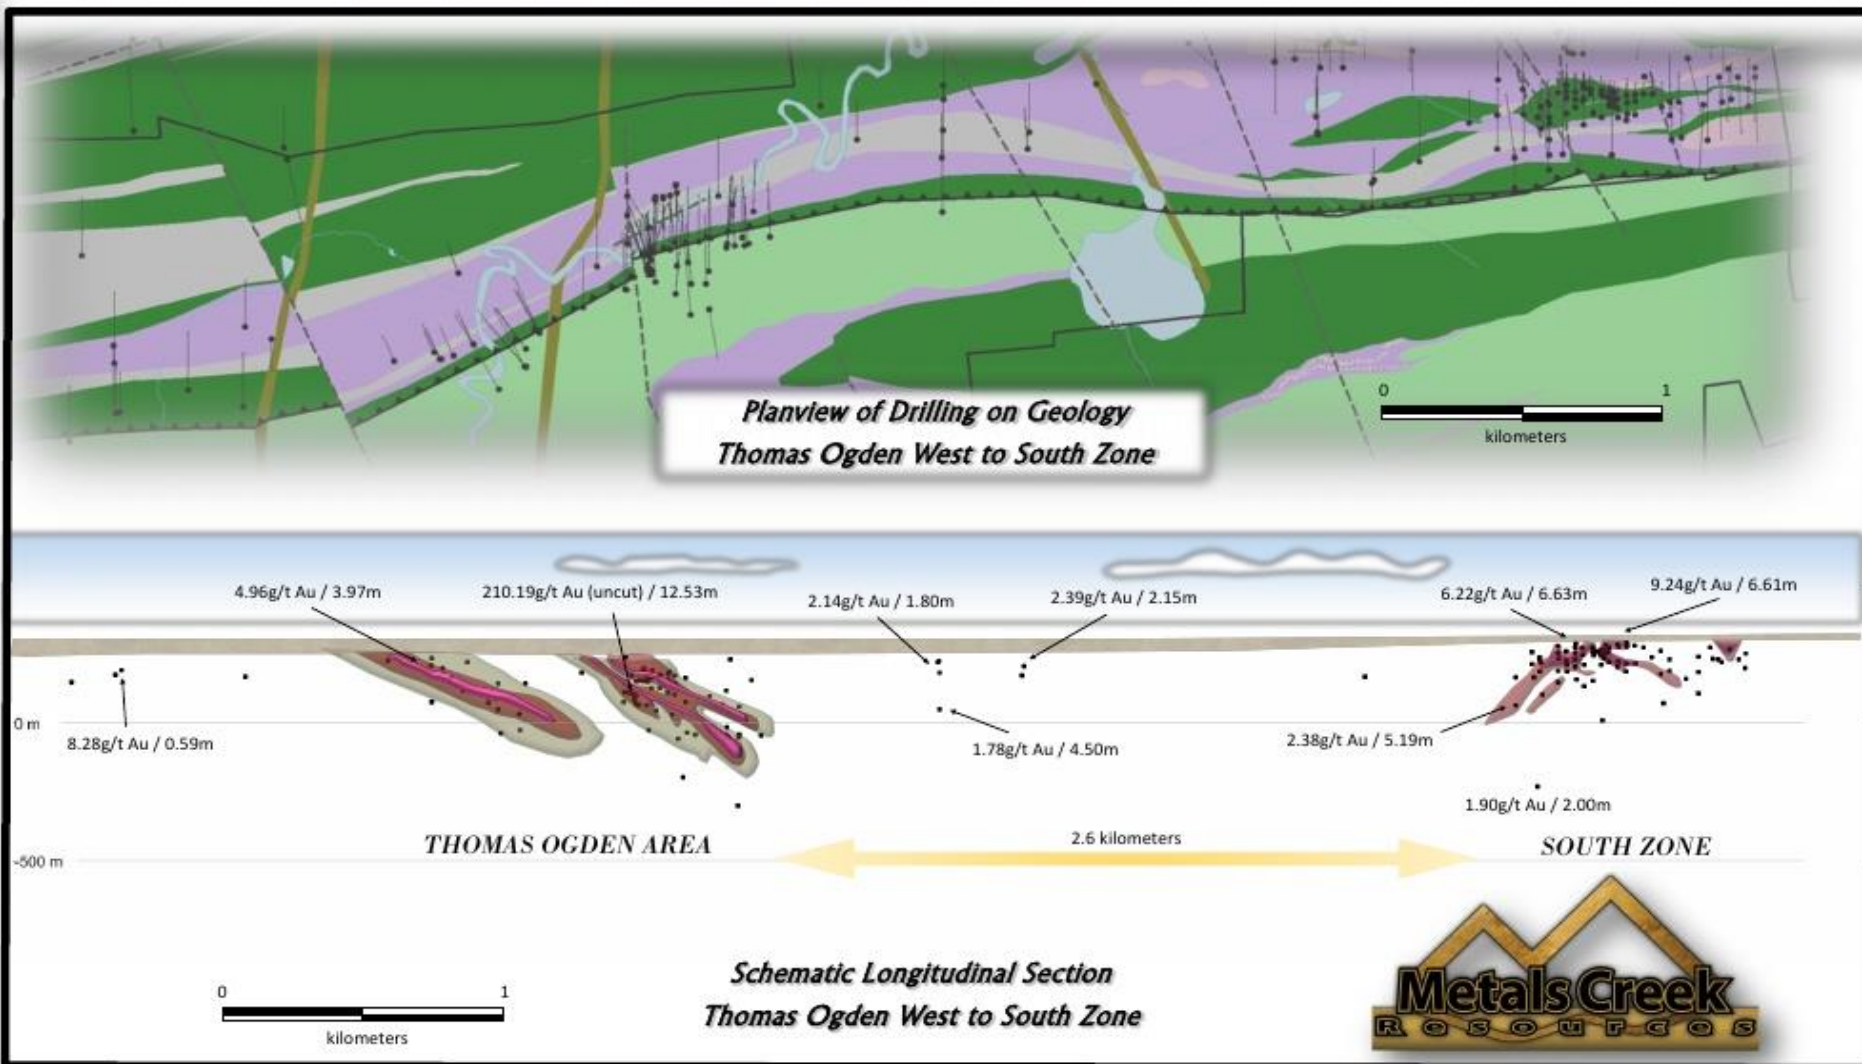 0 1
kilometers
Planview of Drilling on Geology
Thomas Ogden West to South Zone
4.96g/t Au / 3.97m
210.19g/t Au (uncut) / 12.53m
2.14g/t Au / 1.80m
2.39g/t Au / 2.15m
6.22g/t Au / 6.63m
9.24g/t Au / 6.61m
0 m
8.28g/t Au / 0.59m
1.78g/t Au / 4.50m
2.38g/t Au / 5.19m
1.90g/t Au / 2.00m
THOMAS OGDEN AREA
2.6 kilometers
SOUTH ZONE
-500 m
0 1
kilometers
Schematic Longitudinal Section
Thomas Ogden West to South Zone
Metals Creek
Resources